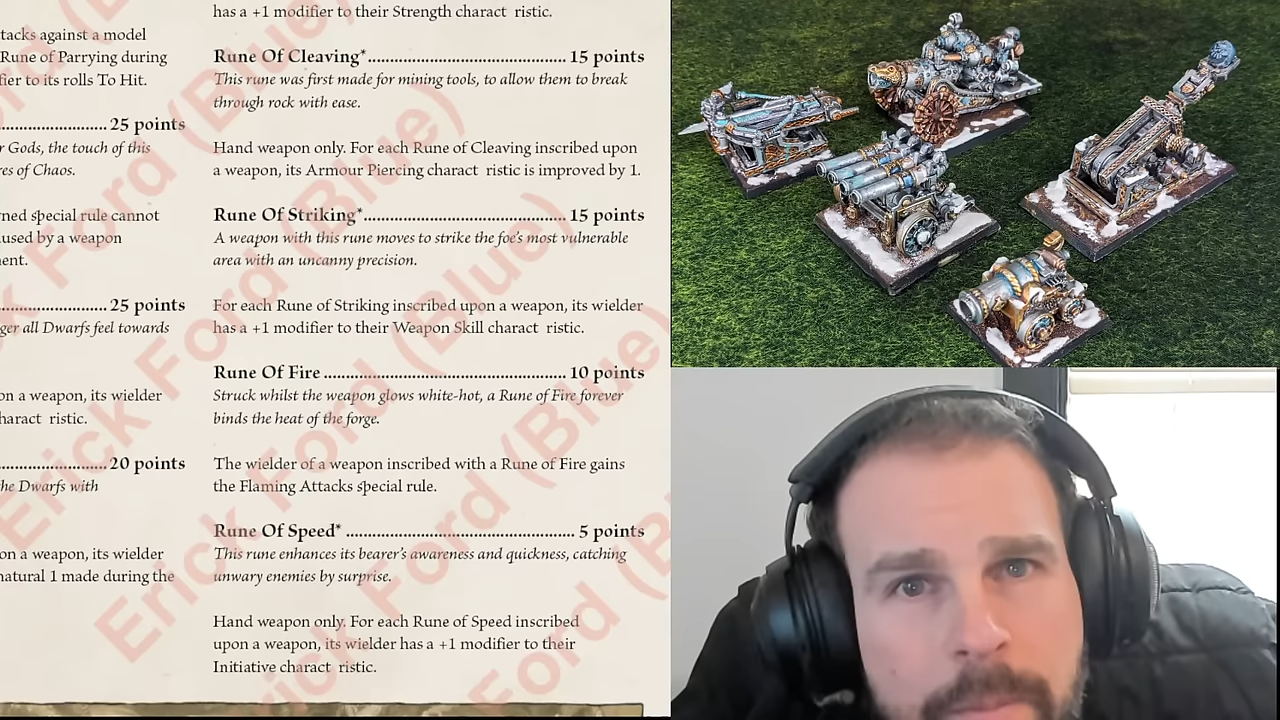 has a +1 modifier to their Strength charact ristic.
tacks against a model
Rune of Parrying during
fier to its rolls To Hit.
25 points
r Gods, the touch of this
res of Chaos.
ned special rule cannot
used by a weapon
ent.
25 points
ger all Dwarfs feel towards
on a weapon, its wielder
haract ristic.
20 points
he Dwarfs with
on a weapon, its wielder
natural 1 made during the
Rune Of Cleaving* 15 points
This rune was first made for mining tools, to allow them to break
through rock with ease.
Hand weapon only. For each Rune of Cleaving inscribed upon
a weapon, its Armour Piercing charact ristic is improved by 1.
Rune Of Striking* 15 points
A weapon with this rune moves to strike the foe's most vulnerable
area with an uncanny precision.
For each Rune of Striking inscribed upon a weapon, its wielder
has a +1 modifier to their Weapon Skill charact ristic.
Rune Of Fire 10 points
Struck whilst the weapon glows white-hot, a Rune of Fire forever
binds the heat of the forge.
The wielder of a weapon inscribed with a Rune of Fire gains
the Flaming Attacks special rule.
Rune Of Speed* 5 points
This rune enhances its bearer's awareness and quickness, catching
unwary enemies by surprise.
Hand weapon only. For each Rune of Speed inscribed
upon a weapon, its wielder has a +1 modifier to their
Initiative charact ristic.
Erick Ford (Blue)